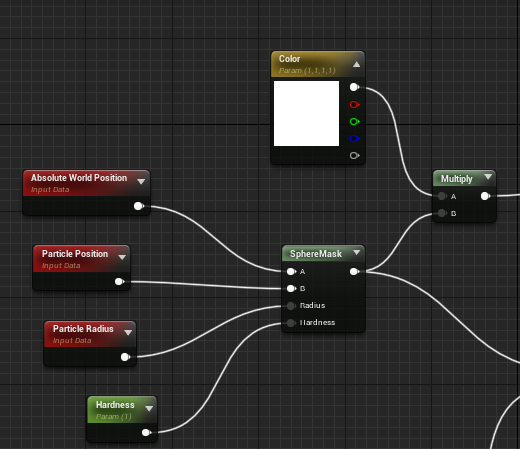 Color
Param (1,1,1,1)
Absolute World Position
Input Data
Multiply
A
B
Particle Position
Input Data
SphereMask
A
B
Radius
Hardness
Particle Radius
Input Data
Hardness
Param (1)